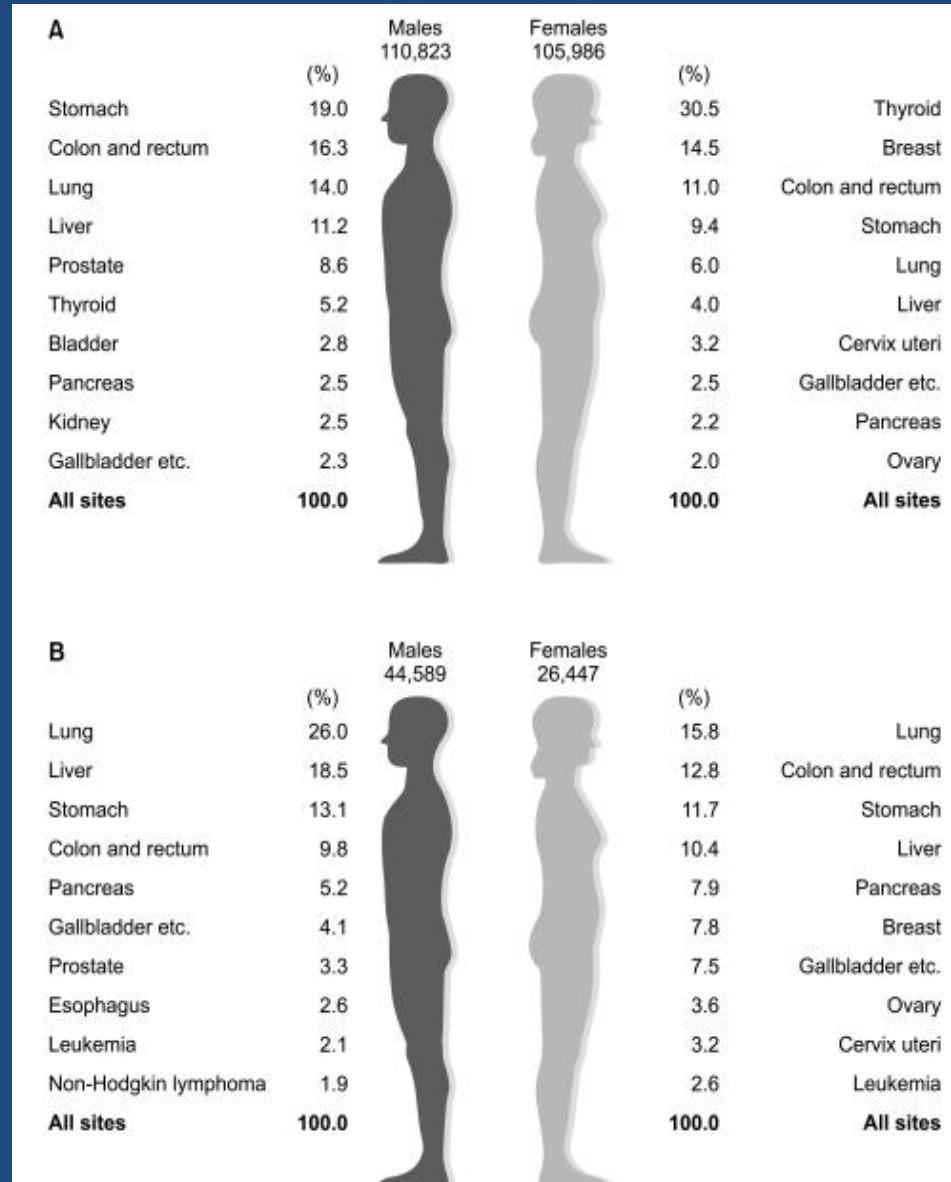 A
Males Females
110,823 105,986
(%) (%)
Stomach 19.0 30.5 Thyroid
Colon and rectum 16.3 14.5 Breast
Lung 14.0 11.0 Colon and rectum
Liver 11.2 9.4 Stomach
Prostate 8.6 6.0 Lung
Thyroid 5.2 4.0 Liver
Bladder 2.8 3.2 Cervix uteri
Pancreas 2.5 2.5 Gallbladder etc.
Kidney 2.5 2.2 Pancreas
Gallbladder etc. 2.3 2.0 Ovary
All sites 100.0 100.0 All sites
B
Males Females
44,589 26,447
(%) (%)
Lung 26.0 15.8 Lung
Liver 18.5 12.8 Colon and rectum
Stomach 13.1 11.7 Stomach
Colon and rectum 9.8 10.4 Liver
Pancreas 5.2 7.9 Pancreas
Gallbladder etc. 4.1 7.8 Breast
Prostate 3.3 7.5 Gallbladder etc.
Esophagus 2.6 3.6 Ovary
Leukemia 2.1 3.2 Cervix uteri
Non-Hodgkin lymphoma 1.9 2.6 Leukemia
All sites 100.0 100.0 All sites